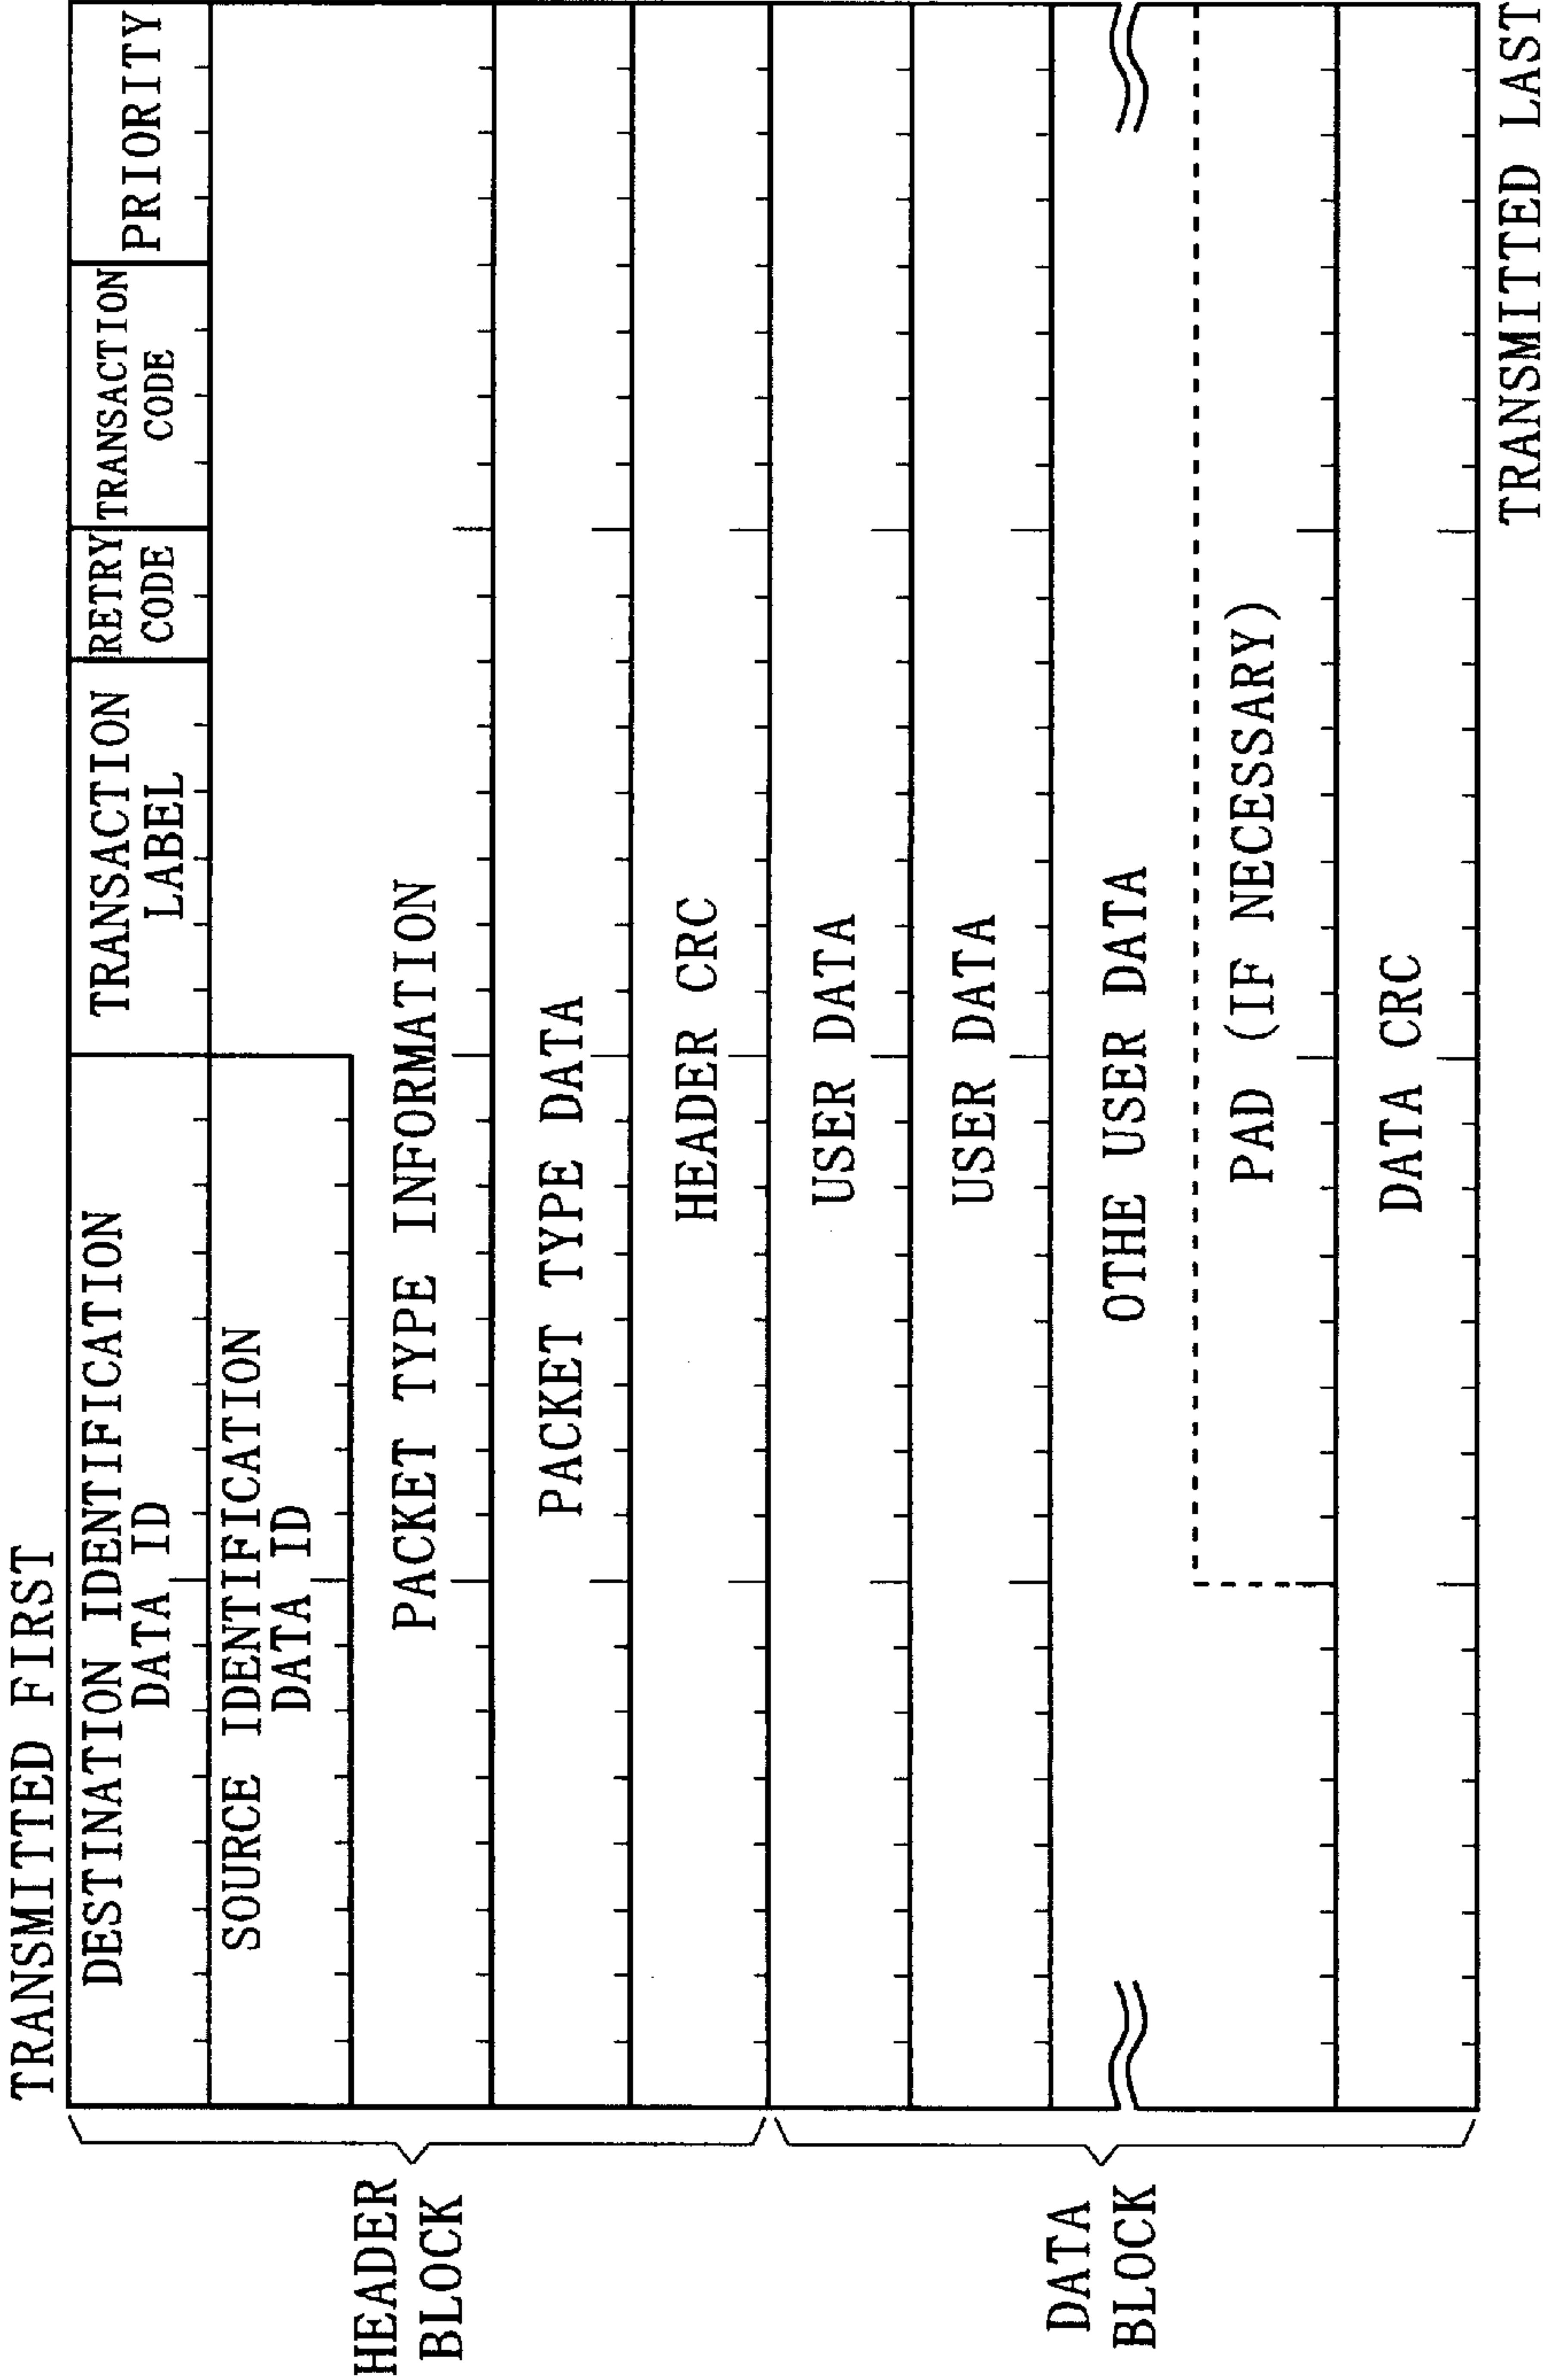 TRANSMITTED FIRST
DESTINATION IDENTIFICATION
DATA ID
TRANSACTION
LABEL
RETRY
CODE
TRANSACTION
CODE
PRIORITY
SOURCE IDENTIFICATION
DATA ID
PACKET TYPE INFORMATION
PACKET TYPE DATA
HEADER CRC
USER DATA
USER DATA
OTHE USER DATA
PAD (IF NECESSARY)
DATA CRC
HEADER
BLOCK
DATA
BLOCK
TRANSMITTED LAST